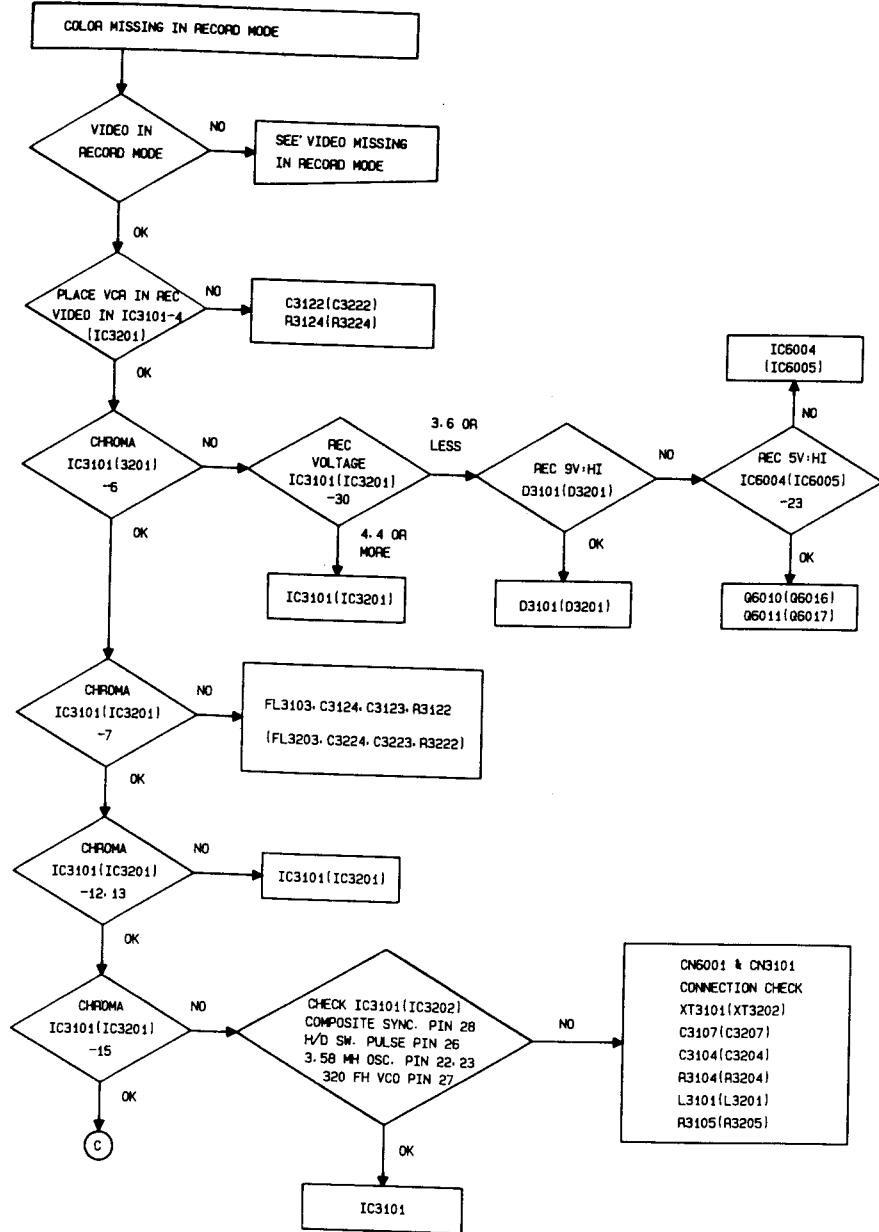 COLOR MISSING IN RECORD MODE
VIDEO IN
RECORD MODE
NO
SEE' VIDEO MISSING
IN RECORD MODE
OK
PLACE VCR IN REC
VIDEO IN IC3101-4
(IC3201)
NO
C3122(C3222)
R3124(R3224)
OK
CHROMA
IC3101(3201)
-6
NO
REC
VOLTAGE
IC3101(IC3201)
-30
3.6 OR
LESS
REC 9V:HI
D3101(D3201)
NO
REC 5V:HI
IC6004(IC6005)
-23
NO
IC6004
(IC6005)
OK
4.4 OR
MORE
OK
OK
IC3101(IC3201)
D3101(D3201)
Q6010(Q6016)
Q6011(Q6017)
CHROMA
IC3101(IC3201)
-7
NO
FL3103, C3124, C3123, R3122
(FL3203, C3224, C3223, R3222)
OK
CHROMA
IC3101(IC3201)
-12, 13
NO
IC3101(IC3201)
OK
CHROMA
IC3101(IC3201)
-15
NO
CHECK IC3101(IC3202)
COMPOSITE SYNC. PIN 28
H/D SW. PULSE PIN 26
3.58 MH OSC. PIN 22, 23
320 FH VCO PIN 27
NO
CN6001 & CN3101
CONNECTION CHECK
XT3101(XT3202)
C3107(C3207)
C3104(C3204)
R3104(R3204)
L3101(L3201)
R3105(R3205)
OK
C
OK
IC3101